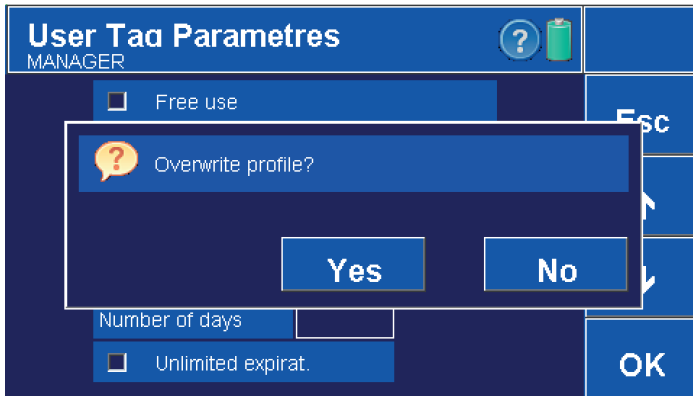 User Tag Parametres
MANAGER
Free use
Esc
Overwrite profile?
Yes
No
Number of days
Unlimited expirat.
OK